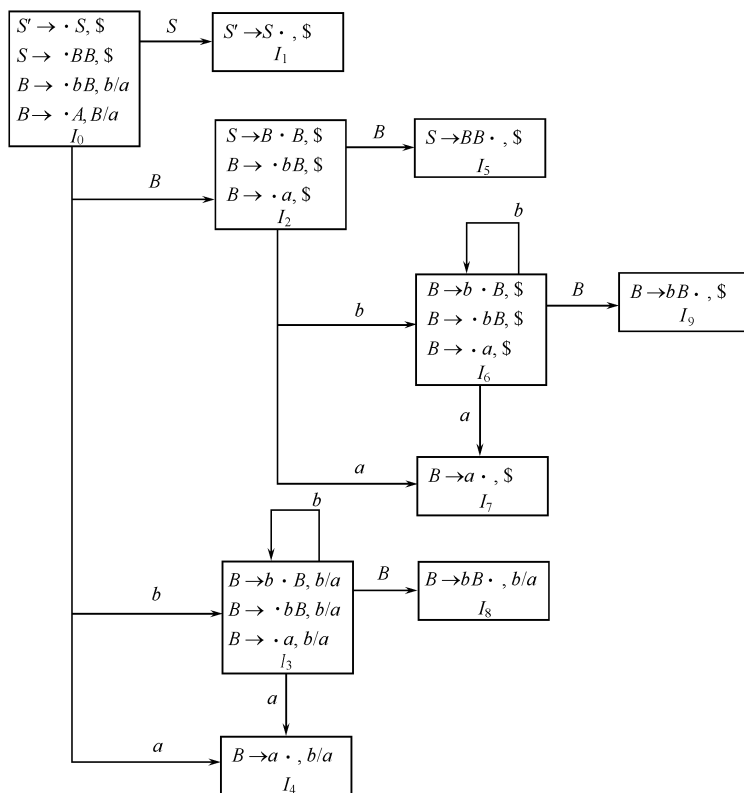 S′ → · S, $
S → · BB, $
B → · bB, b/a
B → · A, B/a
I0
S
S′ → S · , $
I1
B
S → B · B, $
B → · bB, $
B → · a, $
I2
B
S → BB · , $
I5
b
b
B → b · B, $
B → · bB, $
B → · a, $
I6
B
B → bB · , $
I9
a
a
B → a · , $
I7
b
b
B → b · B, b/a
B → · bB, b/a
B → · a, b/a
I3
B
B → bB · , b/a
I8
a
a
B → a · , b/a
I4